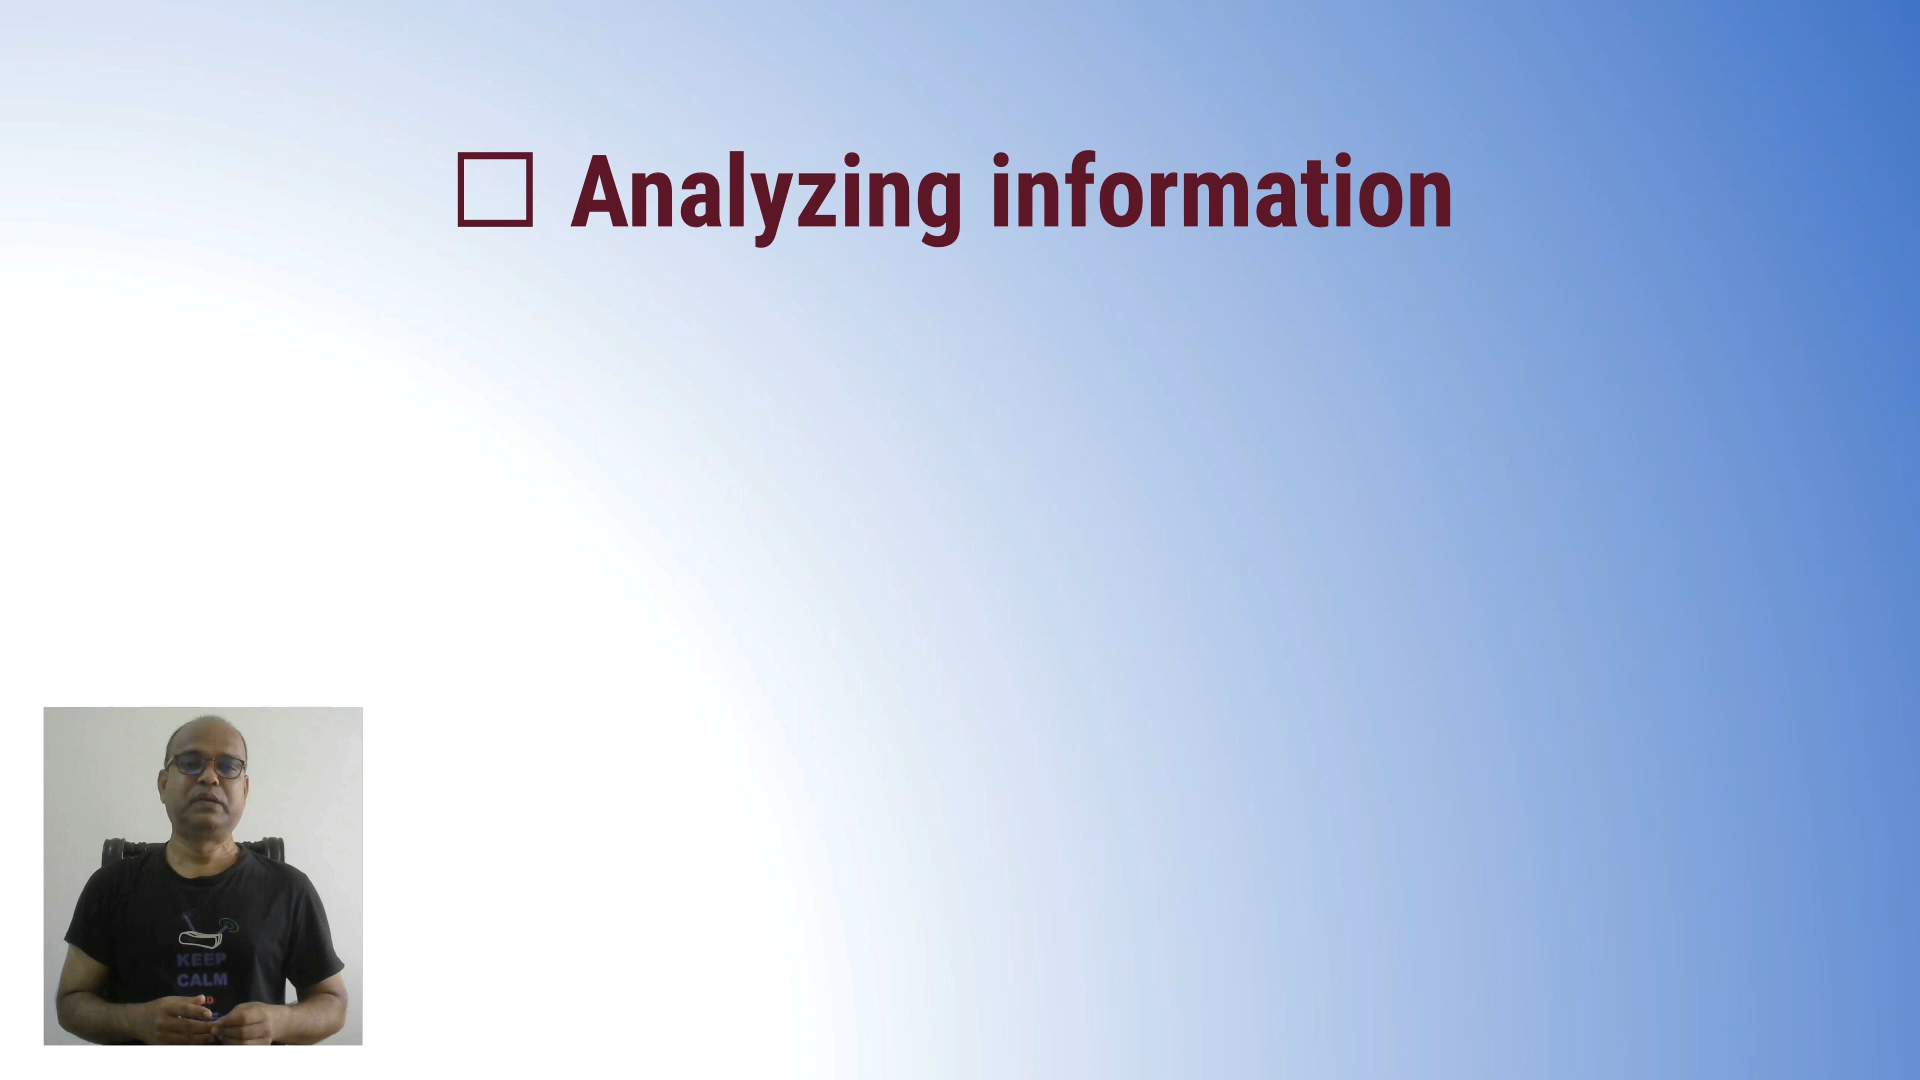 ☐ Analyzing information
KEEP
CALM